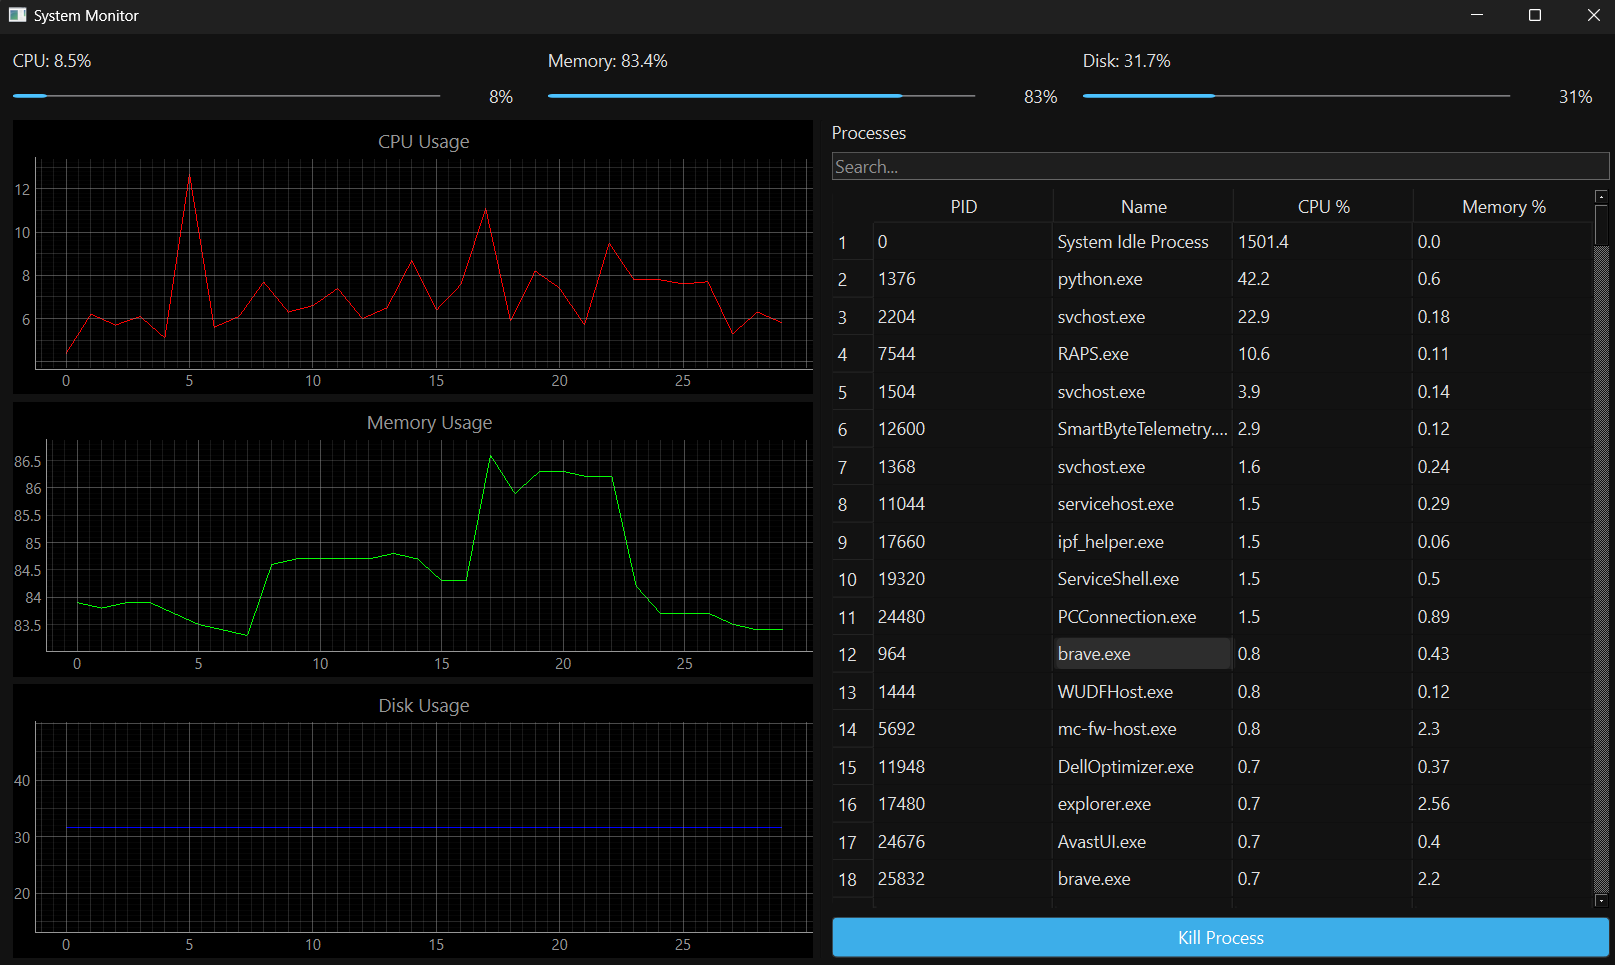 System Monitor
CPU: 8.5%
Memory: 83.4%
Disk: 31.7%
8%
83%
31%
CPU Usage
12
10
8
6
0 5 10 15 20 25
Memory Usage
86.5
86
85.5
85
84.5
84
83.5
0 5 10 15 20 25
Disk Usage
40
30
20
0 5 10 15 20 25
Processes
Search...
PID Name CPU % Memory %
1 0 System Idle Process 1501.4 0.0
2 1376 python.exe 42.2 0.6
3 2204 svchost.exe 22.9 0.18
4 7544 RAPS.exe 10.6 0.11
5 1504 svchost.exe 3.9 0.14
6 12600 SmartByteTelemetry.... 2.9 0.12
7 1368 svchost.exe 1.6 0.24
8 11044 servicehost.exe 1.5 0.29
9 17660 ipf_helper.exe 1.5 0.06
10 19320 ServiceShell.exe 1.5 0.5
11 24480 PCConnection.exe 1.5 0.89
12 964 brave.exe 0.8 0.43
13 1444 WUDFHost.exe 0.8 0.12
14 5692 mc-fw-host.exe 0.8 2.3
15 11948 DellOptimizer.exe 0.7 0.37
16 17480 explorer.exe 0.7 2.56
17 24676 AvastUI.exe 0.7 0.4
18 25832 brave.exe 0.7 2.2
Kill Process